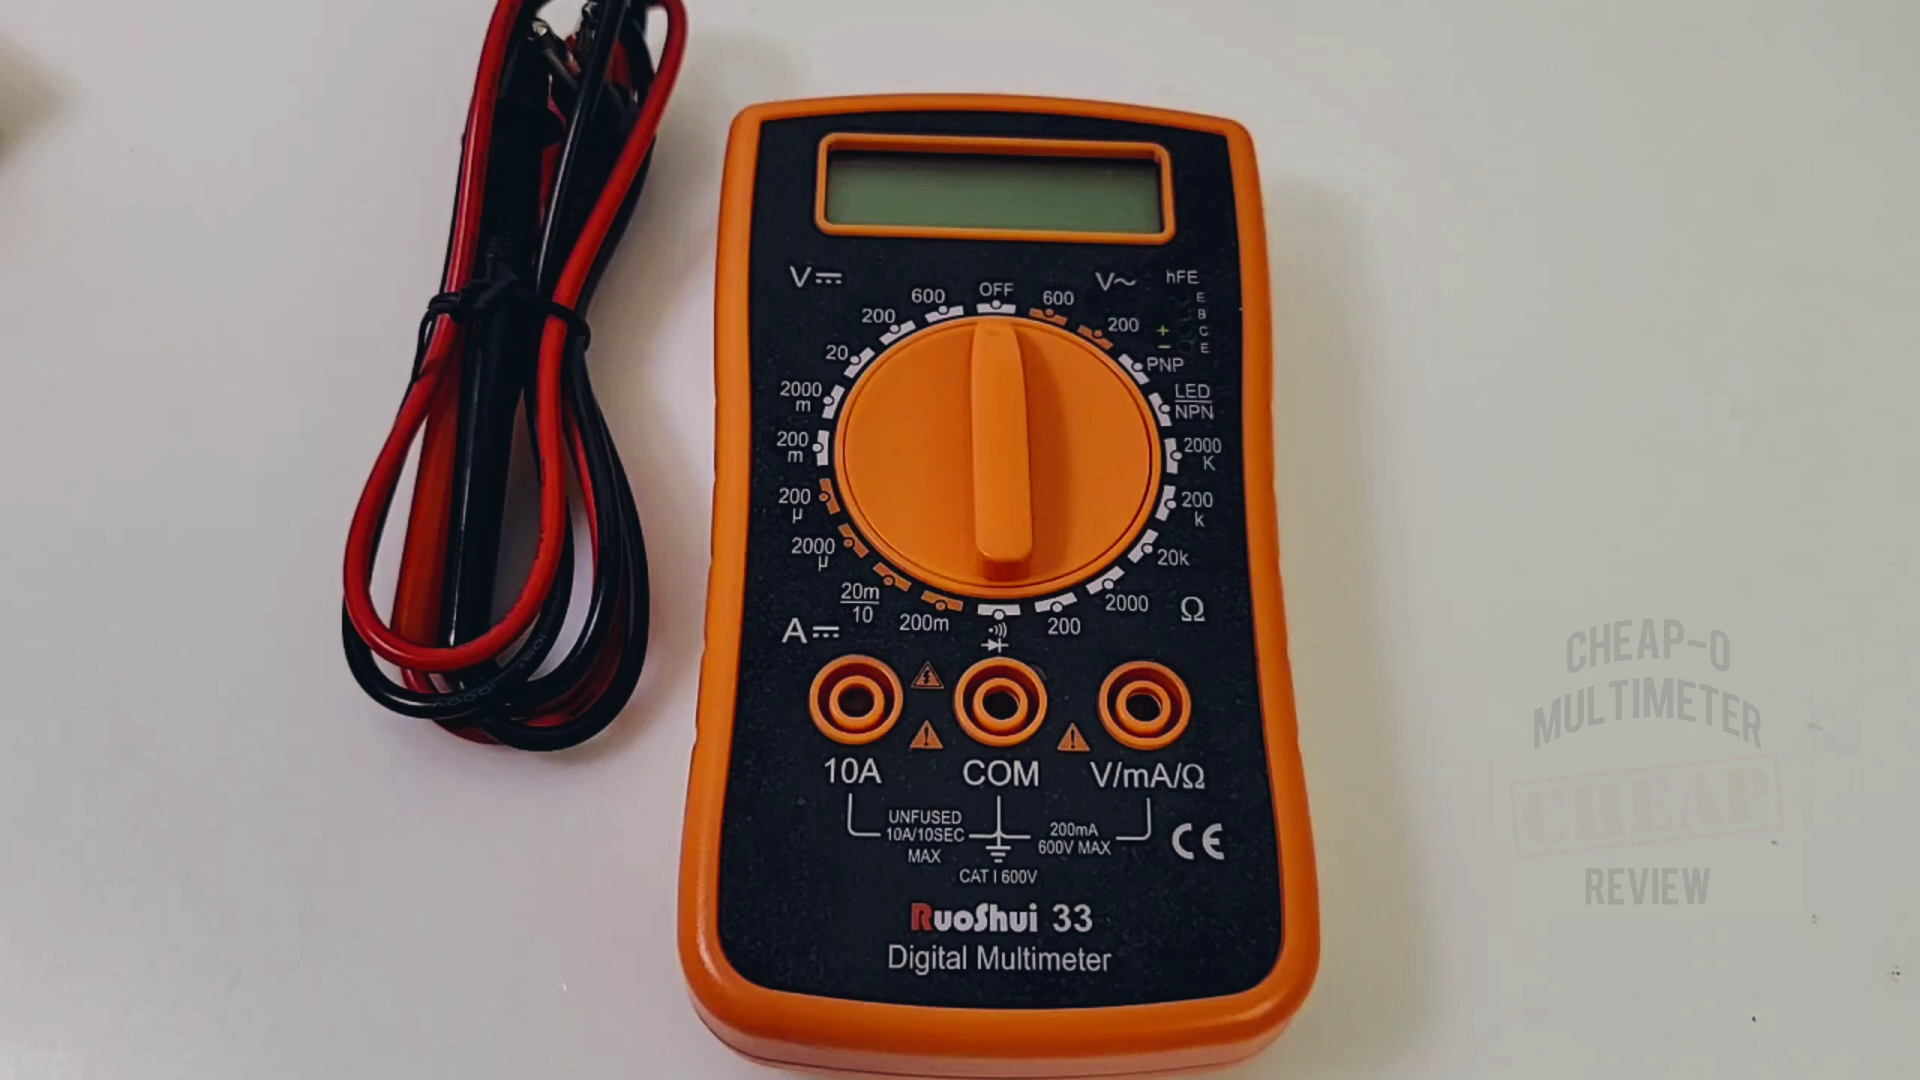 V⎓
600
OFF
600
V~
hFE
200
200
E
B
C
E
+
−
20
PNP
2000
m
LED
NPN
200
m
2000
K
200
µ
200
k
2000
µ
20k
20m
10
200m
200
2000
Ω
A⎓
10A
COM
V/mA/Ω
UNFUSED
10A/10SEC
MAX
200mA
600V MAX
CE
CAT I 600V
RuoShui 33
Digital Multimeter
CHEAP-O
MULTIMETER
CHEAP
REVIEW